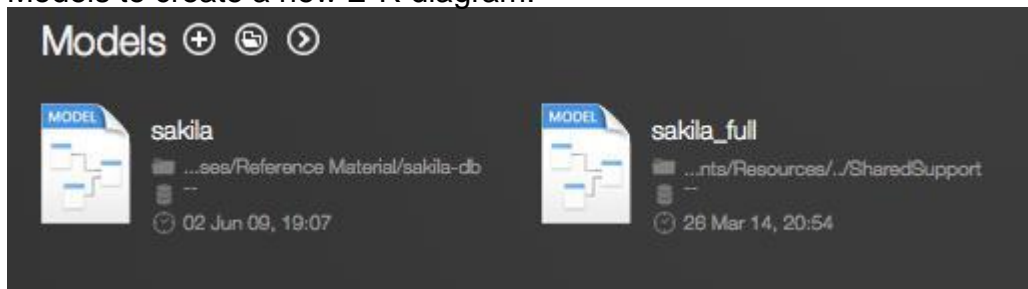 Models to create a new E-R diagram.
Models
MODEL
sakila
...ses/Reference Material/sakila-db
--
02 Jun 09, 19:07
MODEL
sakila_full
...nts/Resources/../SharedSupport
--
26 Mar 14, 20:54